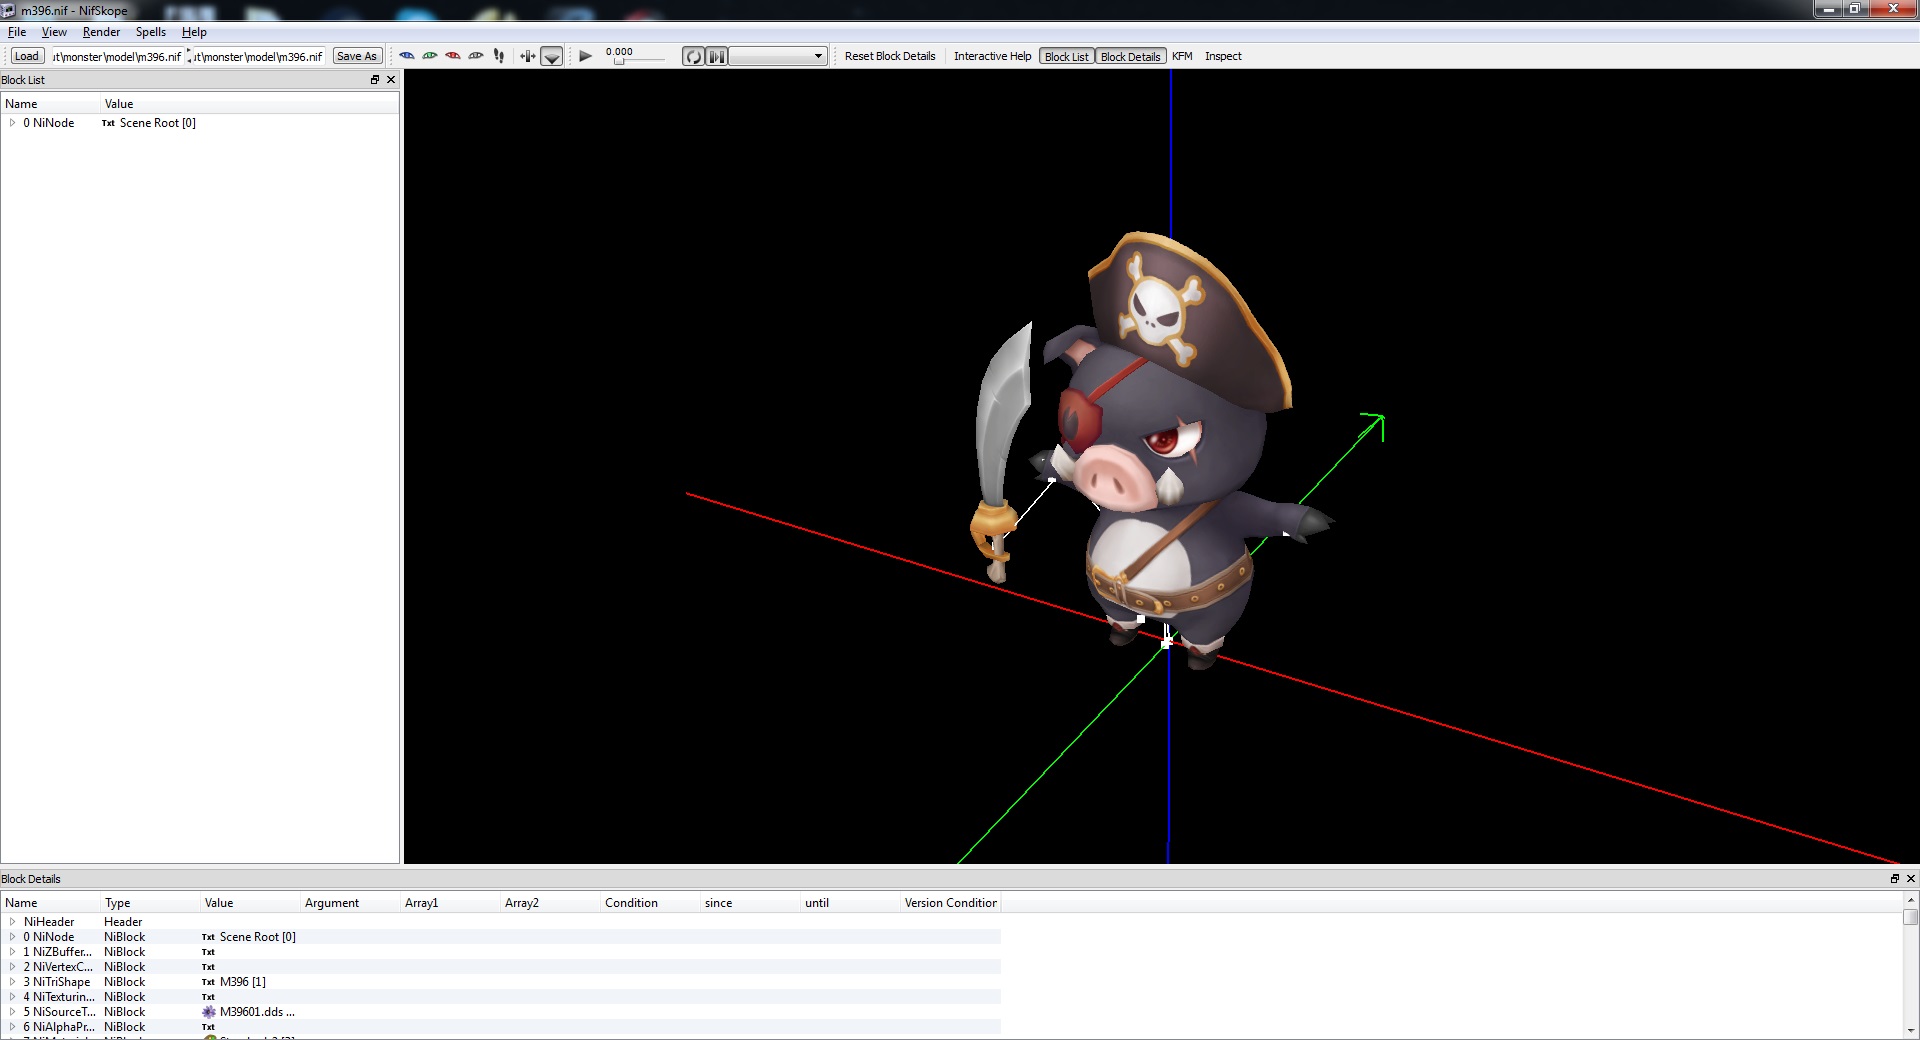 m396.nif - NifSkope
File View Render Spells Help
Load ut\monster\model\m396.nif ut\monster\model\m396.nif Save As 0.000 Reset Block Details Interactive Help Block List Block Details KFM Inspect
Block List
Name Value
0 NiNode Txt Scene Root [0]
Block Details
Name Type Value Argument Array1 Array2 Condition since until Version Condition
NiHeader Header
0 NiNode NiBlock Txt Scene Root [0]
1 NiZBuffer... NiBlock Txt
2 NiVertexC... NiBlock Txt
3 NiTriShape NiBlock Txt M396 [1]
4 NiTexturin... NiBlock Txt
5 NiSourceT... NiBlock M39601.dds ...
6 NiAlphaPr... NiBlock Txt